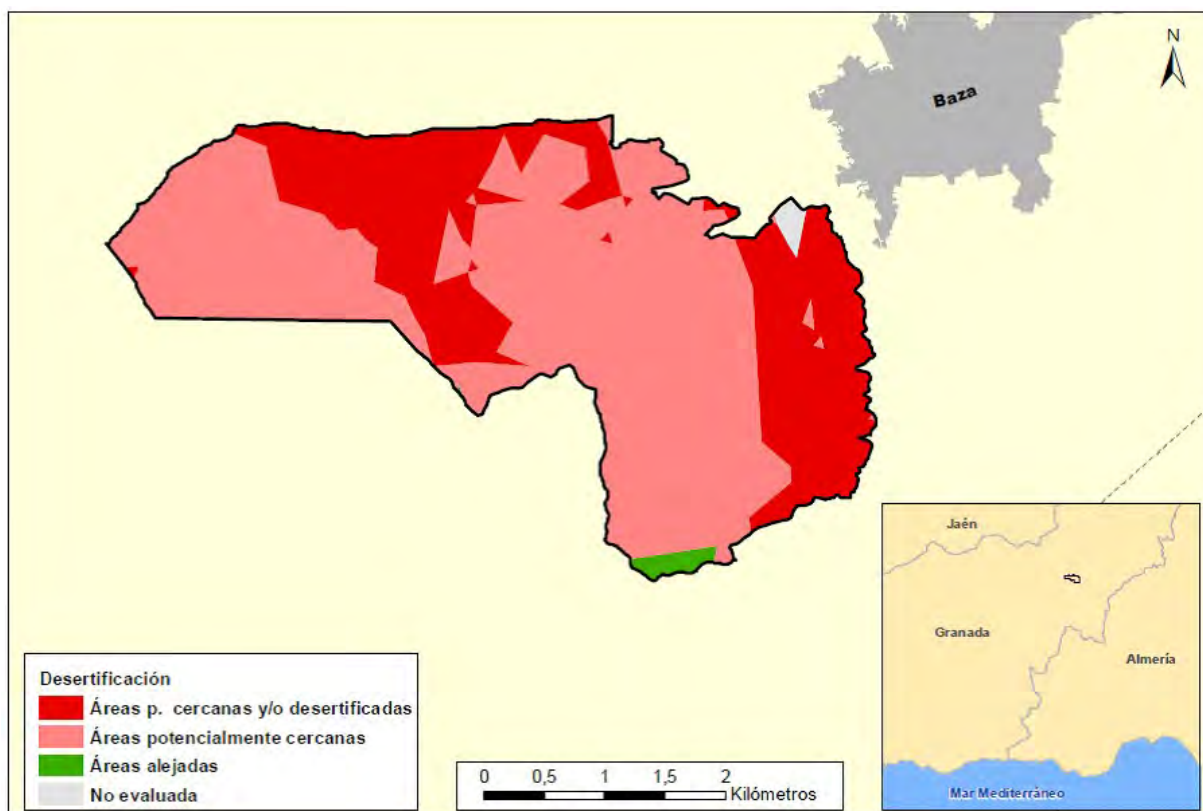 N
Baza
Jaén
Granada
Almería
Mar Mediterráneo
Desertificación
Áreas p. cercanas y/o desertificadas
Áreas potencialmente cercanas
Áreas alejadas
No evaluada
0 0,5 1 1,5 2
Kilómetros